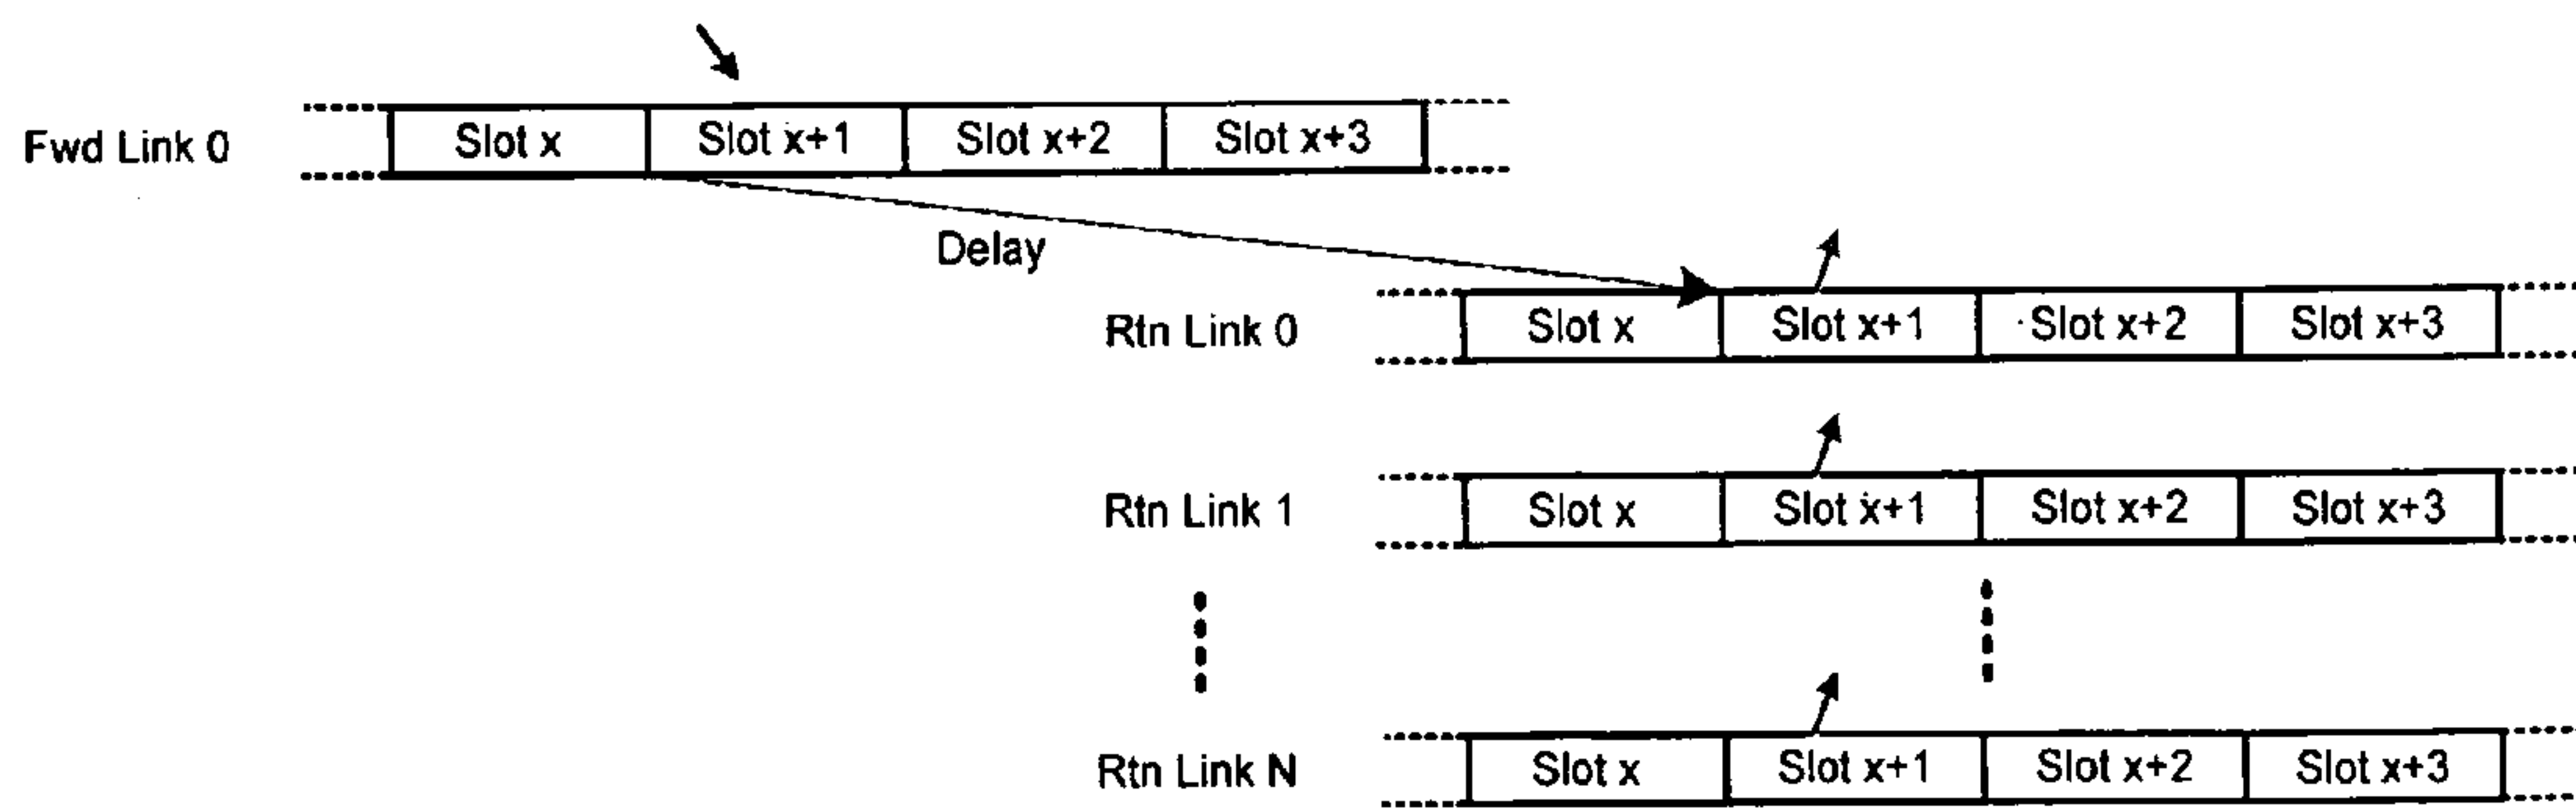 Fwd Link 0 Slot x Slot x+1 Slot x+2 Slot x+3
Delay
Rtn Link 0 Slot x Slot x+1 Slot x+2 Slot x+3
Rtn Link 1 Slot x Slot x+1 Slot x+2 Slot x+3
Rtn Link N Slot x Slot x+1 Slot x+2 Slot x+3